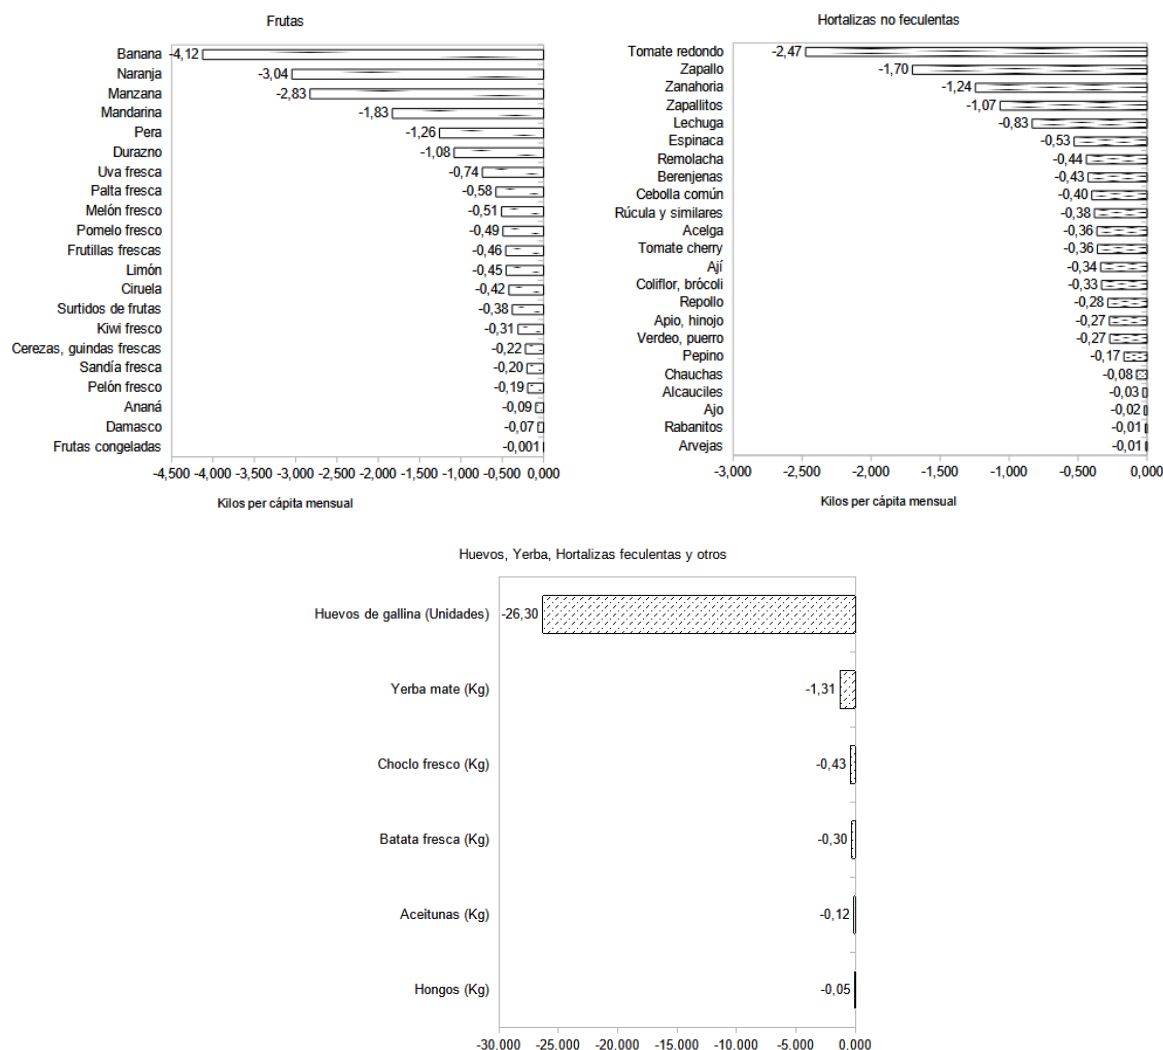 Frutas
Banana -4,12
Naranja -3,04
Manzana -2,83
Mandarina -1,83
Pera -1,26
Durazno -1,08
Uva fresca -0,74
Palta fresca -0,58
Melón fresco -0,51
Pomelo fresco -0,49
Frutillas frescas -0,46
Limón -0,45
Ciruela -0,42
Surtidos de frutas -0,38
Kiwi fresco -0,31
Cerezas, guindas frescas -0,22
Sandía fresca -0,20
Pelón fresco -0,19
Ananá -0,09
Damasco -0,07
Frutas congeladas -0,001
-4,500 -4,000 -3,500 -3,000 -2,500 -2,000 -1,500 -1,000 -0,500 0,000
Kilos per cápita mensual
Hortalizas no feculentas
Tomate redondo -2,47
Zapallo -1,70
Zanahoria -1,24
Zapallitos -1,07
Lechuga -0,83
Espinaca -0,53
Remolacha -0,44
Berenjenas -0,43
Cebolla común -0,40
Rúcula y similares -0,38
Acelga -0,36
Tomate cherry -0,36
Ají -0,34
Coliflor, brócoli -0,33
Repollo -0,28
Apio, hinojo -0,27
Verdeo, puerro -0,27
Pepino -0,17
Chauchas -0,08
Alcauciles -0,03
Ajo -0,02
Rabanitos -0,01
Arvejas -0,01
-3,000 -2,500 -2,000 -1,500 -1,000 -0,500 0,000
Kilos per cápita mensual
Huevos, Yerba, Hortalizas feculentas y otros
Huevos de gallina (Unidades) -26,30
Yerba mate (Kg) -1,31
Choclo fresco (Kg) -0,43
Batata fresca (Kg) -0,30
Aceitunas (Kg) -0,12
Hongos (Kg) -0,05
-30.000 -25.000 -20.000 -15.000 -10.000 -5.000 0.000